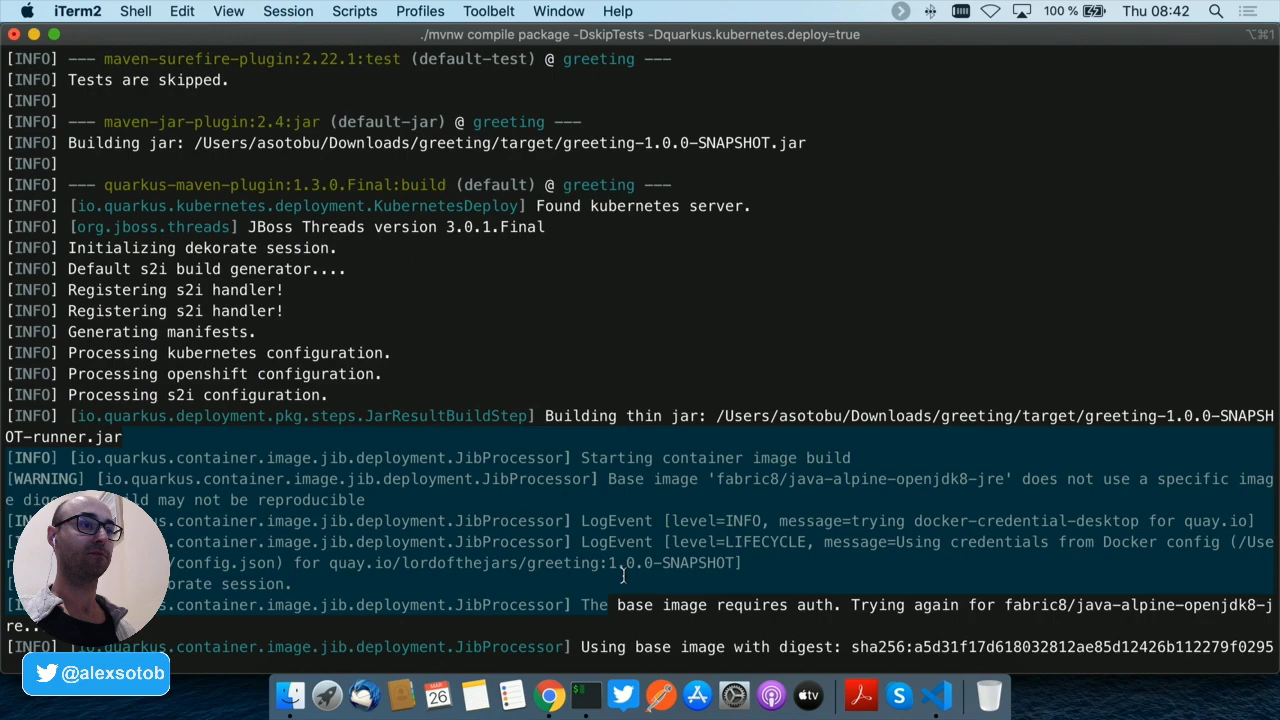 iTerm2 Shell Edit View Session Scripts Profiles Toolbelt Window Help 100 % Thu 08:42
./mvnw compile package -DskipTests -Dquarkus.kubernetes.deploy=true ⌥⌘1
[INFO] --- maven-surefire-plugin:2.22.1:test (default-test) @ greeting ---
[INFO] Tests are skipped.
[INFO]
[INFO] --- maven-jar-plugin:2.4:jar (default-jar) @ greeting ---
[INFO] Building jar: /Users/asotobu/Downloads/greeting/target/greeting-1.0.0-SNAPSHOT.jar
[INFO]
[INFO] --- quarkus-maven-plugin:1.3.0.Final:build (default) @ greeting ---
[INFO] [io.quarkus.kubernetes.deployment.KubernetesDeploy] Found kubernetes server.
[INFO] [org.jboss.threads] JBoss Threads version 3.0.1.Final
[INFO] Initializing dekorate session.
[INFO] Default s2i build generator....
[INFO] Registering s2i handler!
[INFO] Registering s2i handler!
[INFO] Generating manifests.
[INFO] Processing kubernetes configuration.
[INFO] Processing openshift configuration.
[INFO] Processing s2i configuration.
[INFO] [io.quarkus.deployment.pkg.steps.JarResultBuildStep] Building thin jar: /Users/asotobu/Downloads/greeting/target/greeting-1.0.0-SNAPSH
OT-runner.jar
[INFO] [io.quarkus.container.image.jib.deployment.JibProcessor] Starting container image build
[WARNING] [io.quarkus.container.image.jib.deployment.JibProcessor] Base image 'fabric8/java-alpine-openjdk8-jre' does not use a specific imag
e may not be reproducible
[INFO] [io.quarkus.container.image.jib.deployment.JibProcessor] LogEvent [level=INFO, message=trying docker-credential-desktop for quay.io]
[INFO] [io.quarkus.container.image.jib.deployment.JibProcessor] LogEvent [level=LIFECYCLE, message=Using credentials from Docker config (/Use
/config.json) for quay.io/lordofthejars/greeting:1.0.0-SNAPSHOT]
session.
.quarkus.container.image.jib.deployment.JibProcessor] The base image requires auth. Trying again for fabric8/java-alpine-openjdk8-j
re..
[INFO] [io.quarkus.container.image.jib.deployment.JibProcessor] Using base image with digest: sha256:a5d31f17d618032812ae85d12426b112279f0295
@alexsotob
MAR
26